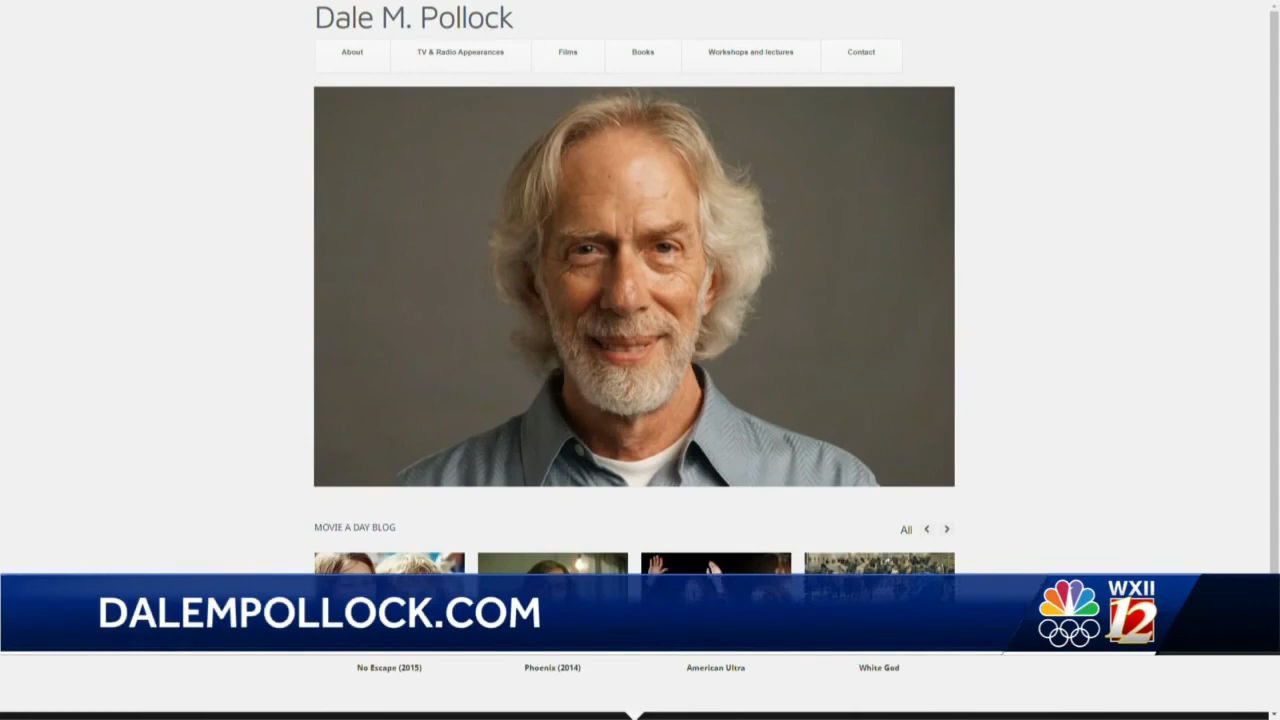 Dale M. Pollock
About
TV & Radio Appearances
Films
Books
Workshops and lectures
Contact
MOVIE A DAY BLOG
All
DALEMPOLLOCK.COM
WXII
12
No Escape (2015)
Phoenix (2014)
American Ultra
White God